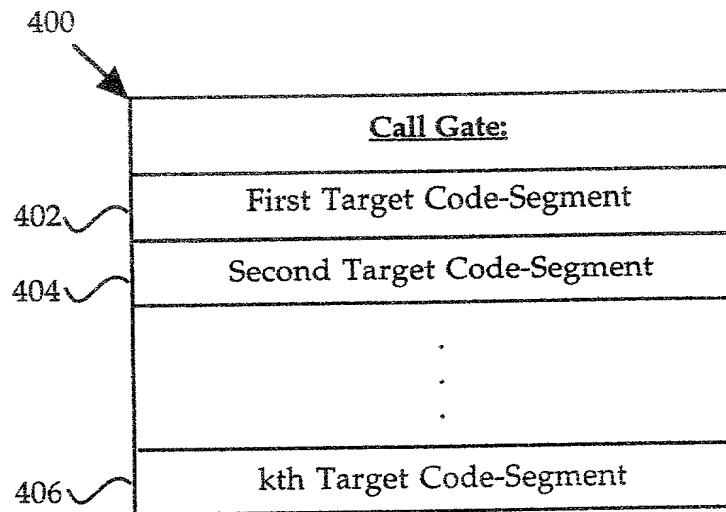 400
Call Gate:
402
First Target Code-Segment
404
Second Target Code-Segment
.
.
.
406
kth Target Code-Segment